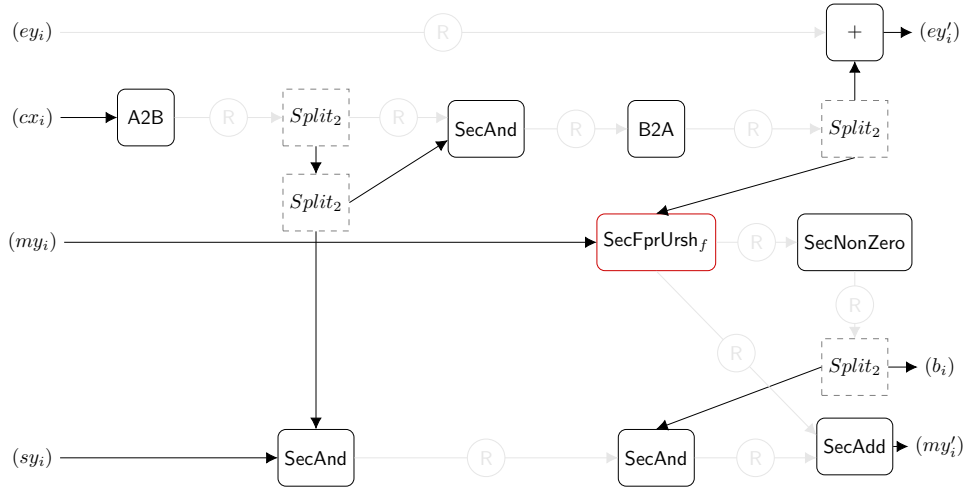 (ey_i) R + (ey'_i)
(cx_i) A2B R Split_2 R SecAnd R B2A R Split_2
Split_2
(my_i) SecFprUrsh_f R SecNonZero
R
R Split_2 (b_i)
(sy_i) SecAnd R SecAnd R SecAdd (my'_i)